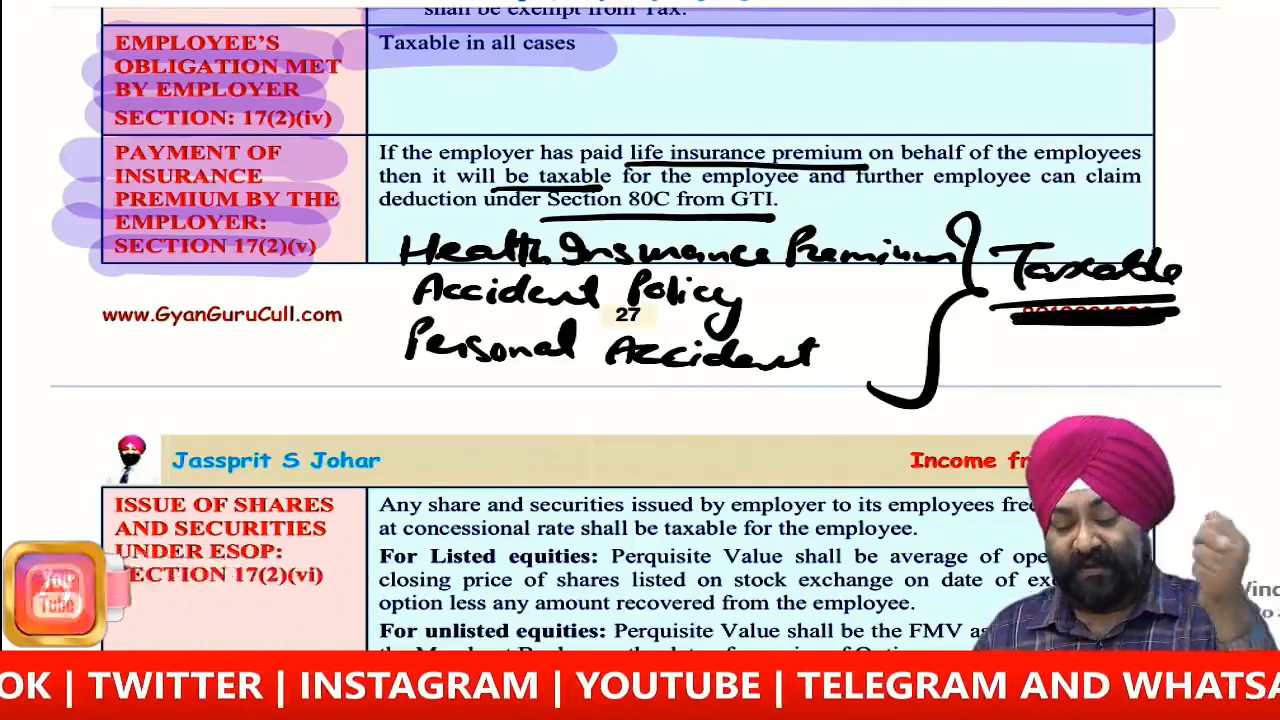 shall be exempt from Tax.
EMPLOYEE'S
OBLIGATION MET
BY EMPLOYER
SECTION: 17(2)(iv)
Taxable in all cases
PAYMENT OF
INSURANCE
PREMIUM BY THE
EMPLOYER:
SECTION 17(2)(v)
If the employer has paid life insurance premium on behalf of the employees
then it will be taxable for the employee and further employee can claim
deduction under Section 80C from GTI.
Health Insurance Premium
Accident Policy
Personal Accident
Taxable
www.GyanGuruCull.com
27
Jassprit S Johar
Income
ISSUE OF SHARES
AND SECURITIES
UNDER ESOP:
SECTION 17(2)(vi)
Any share and securities issued by employer to its employees
at concessional rate shall be taxable for the employee.
For Listed equities: Perquisite Value shall be average of
closing price of shares listed on stock exchange on date of
option less any amount recovered from the employee.
For unlisted equities: Perquisite Value shall be the FMV
You
Tube
OK | TWITTER | INSTAGRAM | YOUTUBE | TELEGRAM AND WHATSA